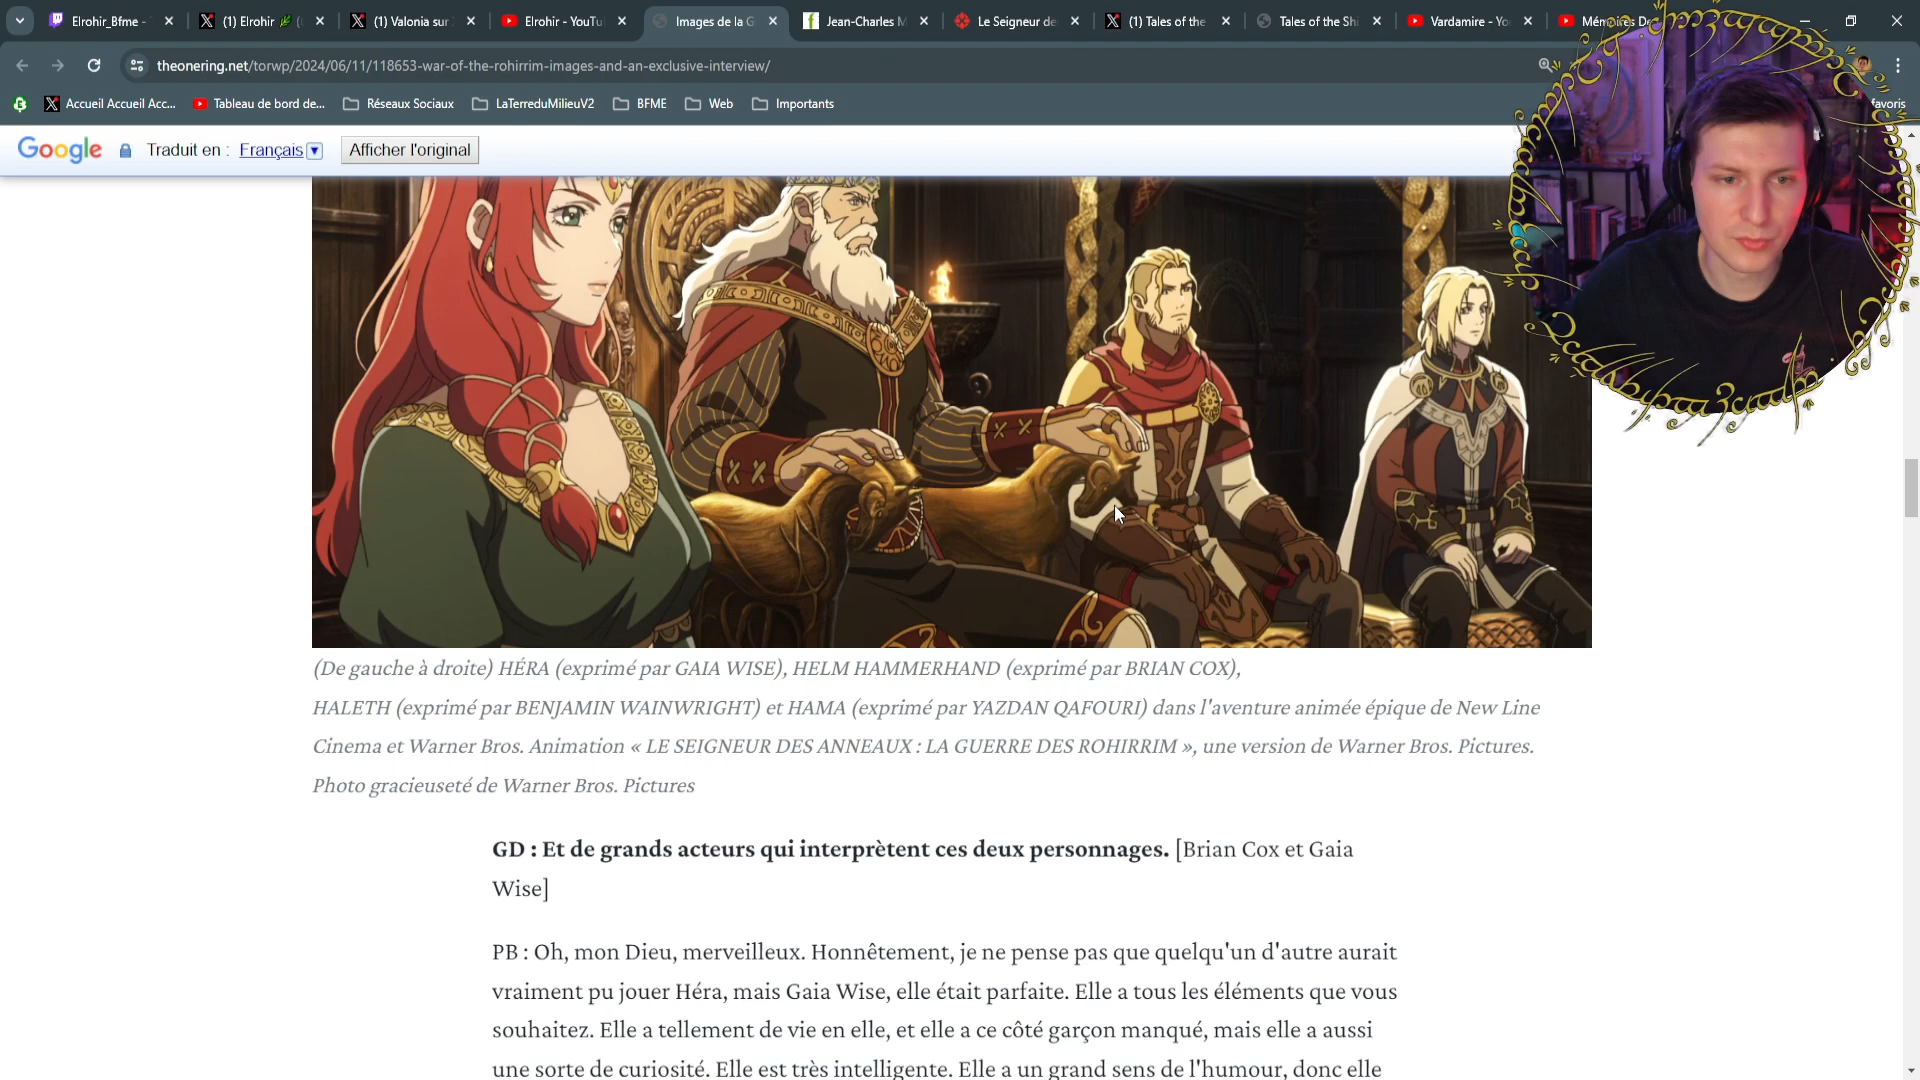 Elrohir_Bfme -
(1) Elrohir
(1) Valonia sur
Elrohir - YouTu
Images de la G
Jean-Charles M
Le Seigneur de
(1) Tales of the
Tales of the Shi
Vardamire - Yo
Mémoires De
theonering.net/torwp/2024/06/11/118653-war-of-the-rohirrim-images-and-an-exclusive-interview/
Accueil Accueil Acc...
Tableau de bord de...
Réseaux Sociaux
LaTerreduMilieuV2
BFME
Web
Importants
favoris
Google Traduit en : Français Afficher l'original
(De gauche à droite) HÉRA (exprimé par GAIA WISE), HELM HAMMERHAND (exprimé par BRIAN COX),
HALETH (exprimé par BENJAMIN WAINWRIGHT) et HAMA (exprimé par YAZDAN QAFOURI) dans l'aventure animée épique de New Line
Cinema et Warner Bros. Animation « LE SEIGNEUR DES ANNEAUX : LA GUERRE DES ROHIRRIM », une version de Warner Bros. Pictures.
Photo gracieuseté de Warner Bros. Pictures
GD : Et de grands acteurs qui interprètent ces deux personnages. [Brian Cox et Gaia
Wise]
PB : Oh, mon Dieu, merveilleux. Honnêtement, je ne pense pas que quelqu'un d'autre aurait
vraiment pu jouer Héra, mais Gaia Wise, elle était parfaite. Elle a tous les éléments que vous
souhaitez. Elle a tellement de vie en elle, et elle a ce côté garçon manqué, mais elle a aussi
une sorte de curiosité. Elle est très intelligente. Elle a un grand sens de l'humour, donc elle